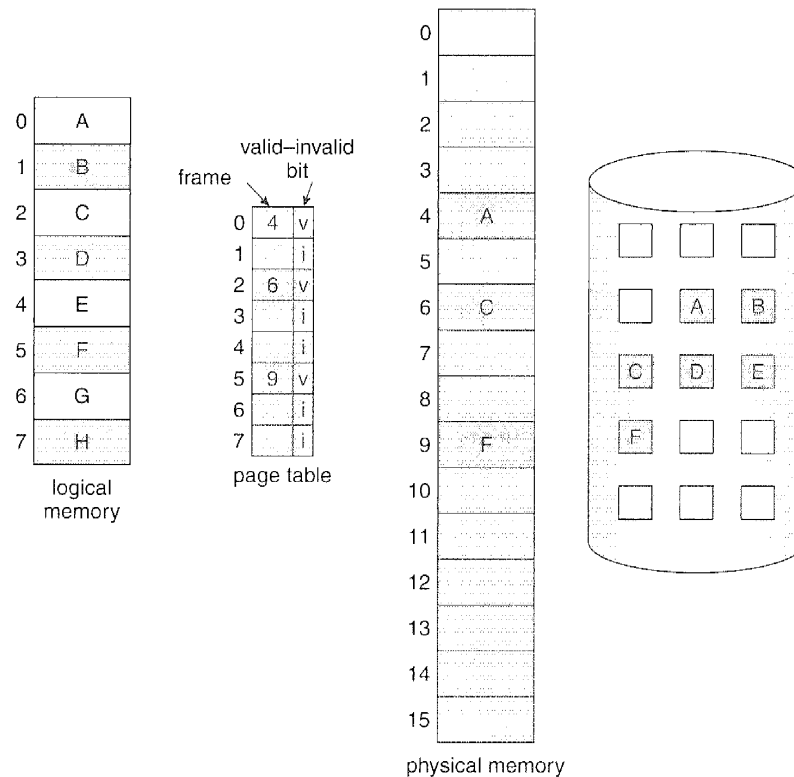 0 A
1 B
2 C
3 D
4 E
5 F
6 G
7 H
logical
memory
valid–invalid
bit
frame
0 4 v
1 i
2 6 v
3 i
4 i
5 9 v
6 i
7 i
page table
0
1
2
3
4 A
5
6 C
7
8
9 F
10
11
12
13
14
15
physical memory
A B
C D E
F